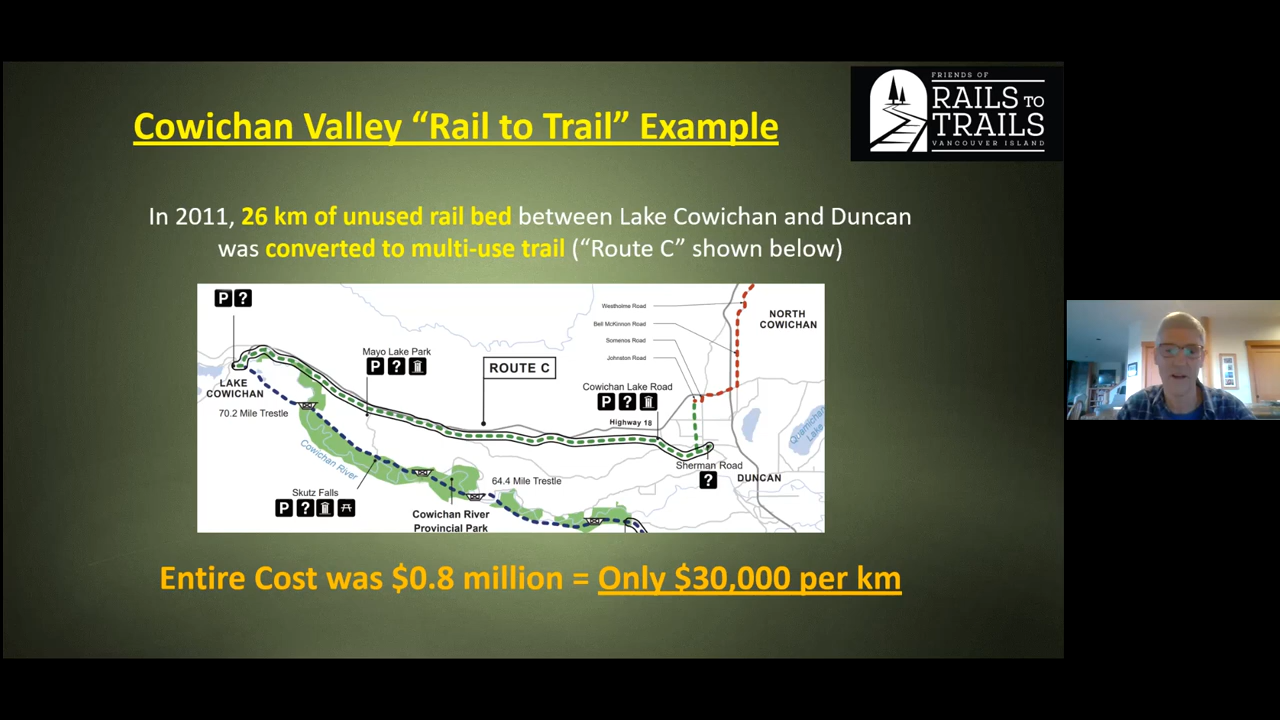 Cowichan Valley “Rail to Trail” Example
FRIENDS OF
RAILS TO
TRAILS
VANCOUVER ISLAND
In 2011, 26 km of unused rail bed between Lake Cowichan and Duncan
was converted to multi-use trail (“Route C” shown below)
P ?
Westholme Road
NORTH
COWICHAN
Bell McKinnon Road
Somenos Road
Johnston Road
Mayo Lake Park
P ?
ROUTE C
LAKE
COWICHAN
Cowichan Lake Road
P ?
70.2 Mile Trestle
Highway 18
Quamichan
Lake
Cowichan River
Sherman Road
?
DUNCAN
64.4 Mile Trestle
Skutz Falls
P ?
Cowichan River
Provincial Park
Entire Cost was $0.8 million = Only $30,000 per km